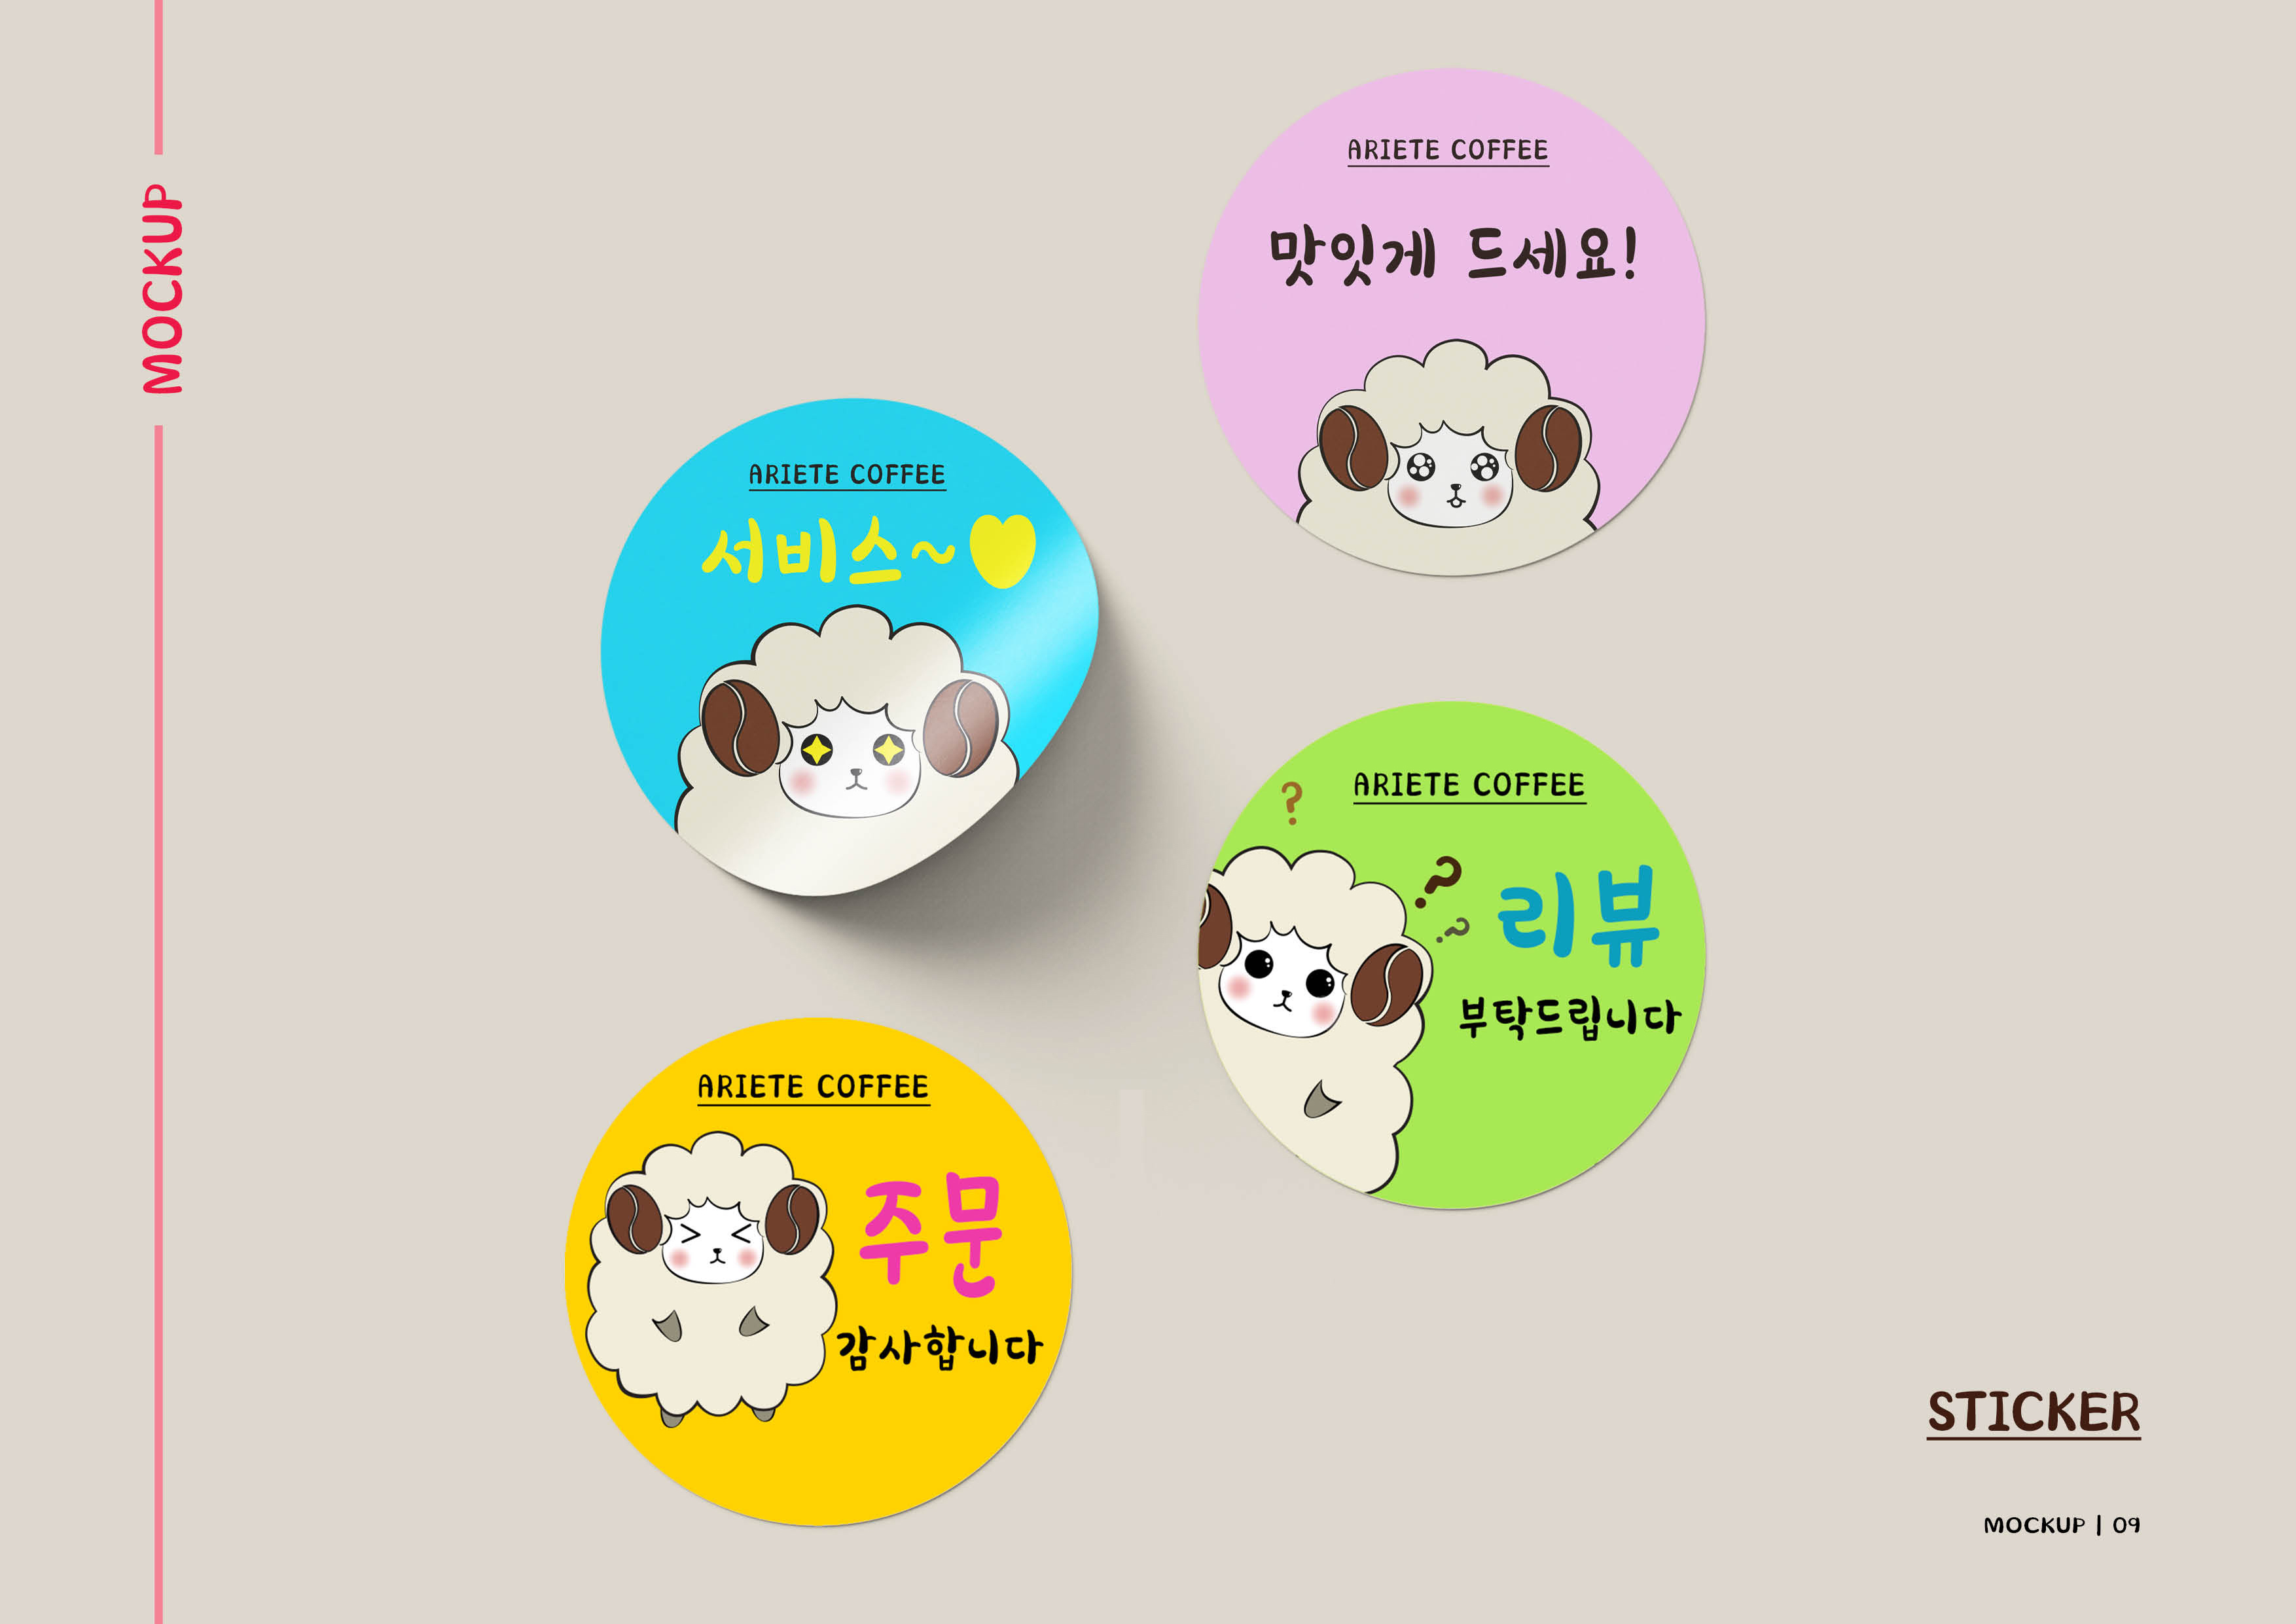 MOCKUP
ARIETE COFFEE
맛잇게 드세요!
ARIETE COFFEE
서비스~
ARIETE COFFEE
?
?
?
리뷰
부탁드립니다
ARIETE COFFEE
주문
감사합니다
STICKER
MOCKUP | 09